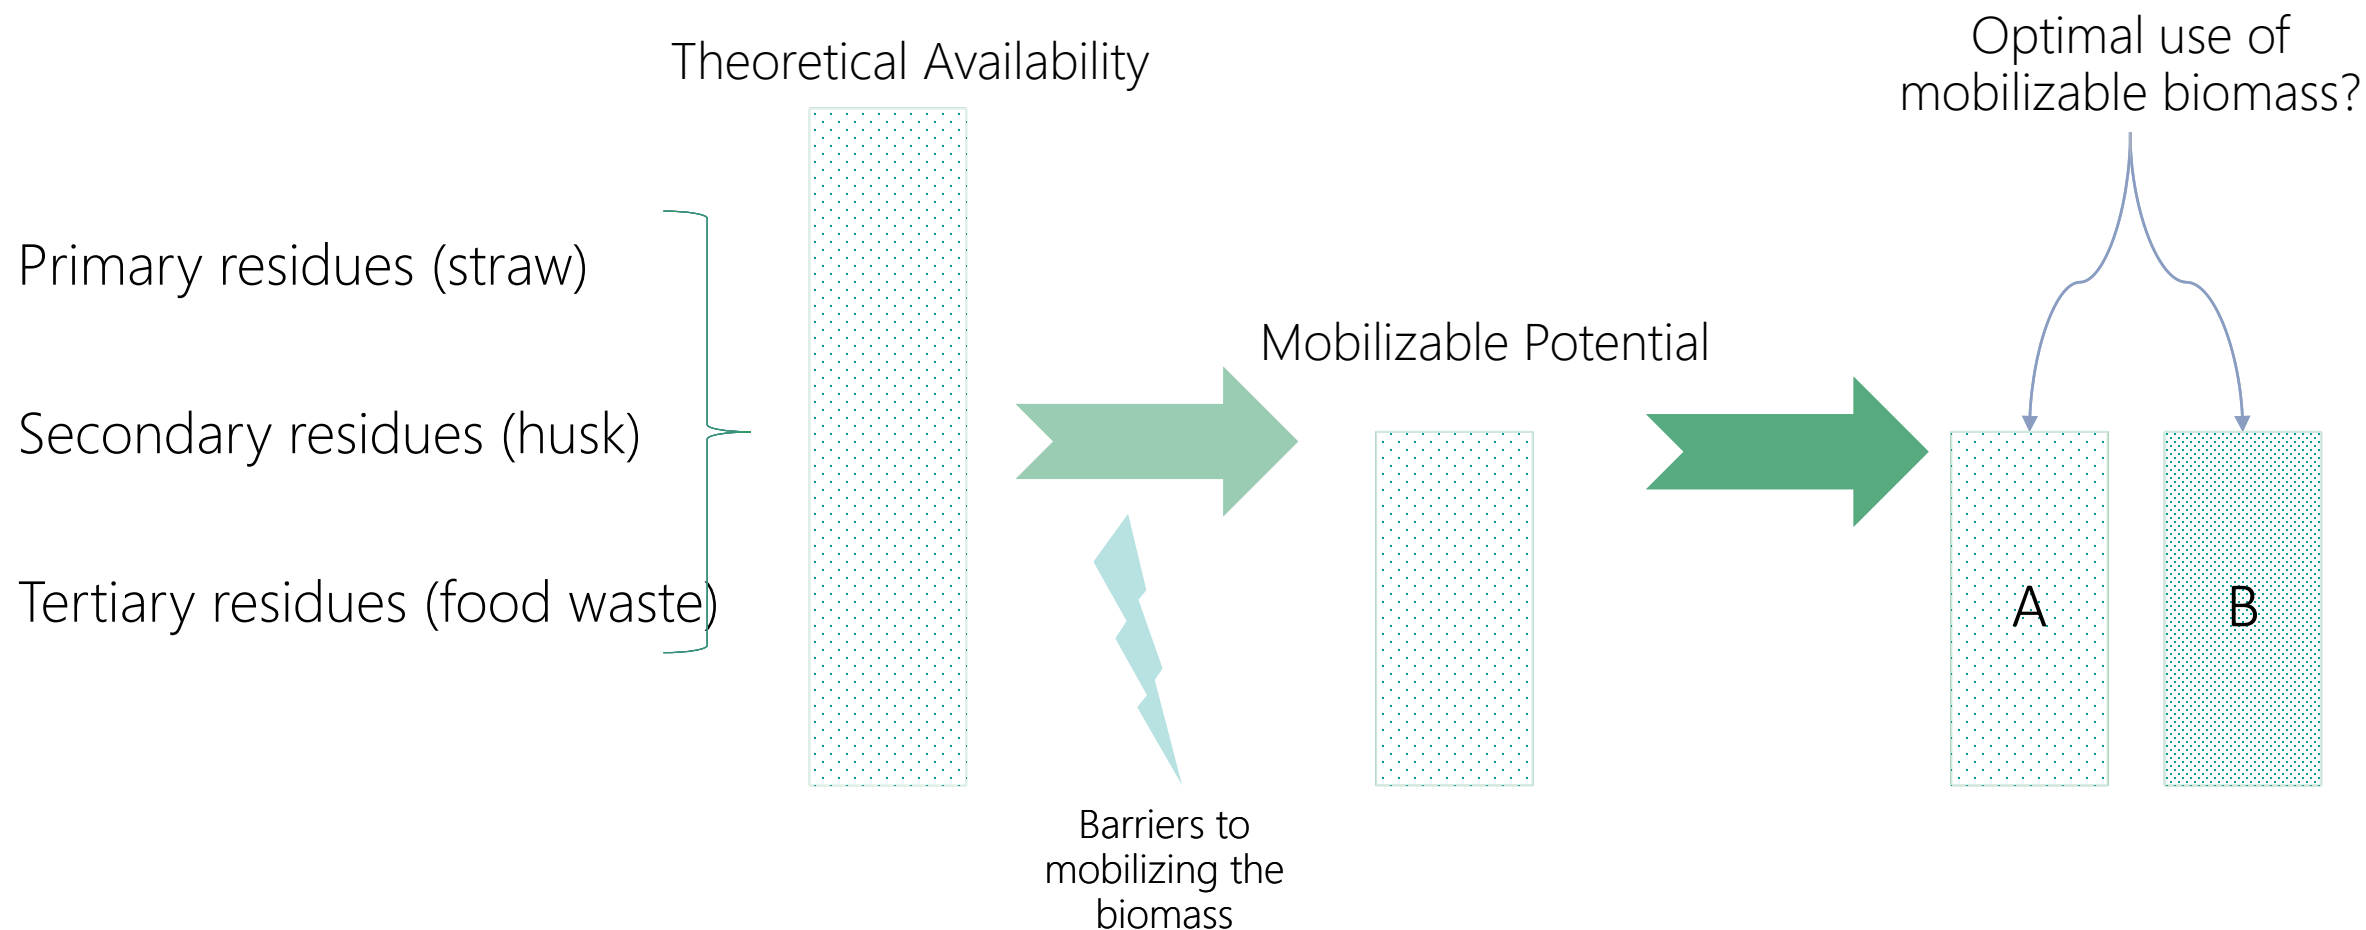 Theoretical Availability
Optimal use of
mobilizable biomass?
Primary residues (straw)
Secondary residues (husk)
Tertiary residues (food waste)
Mobilizable Potential
A
B
Barriers to
mobilizing the
biomass